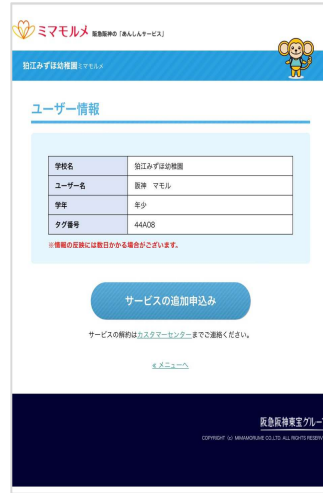 ミマモルメ 阪急阪神の「あんしんサービス」
狛江みずほ幼稚園ミマモルメ
ユーザー情報
学校名 狛江みずほ幼稚園
ユーザー名 阪神 マモル
学年 年少
タグ番号 44A08
※情報の反映には数日かかる場合がございます。
サービスの追加申込み
サービスの解約はカスタマーセンターまでご連絡ください。
«メニューへ
阪急阪神東宝グルー
COPYRIGHT (c) MIMAMORUME CO.,LTD. ALL RIGHTS RESERV